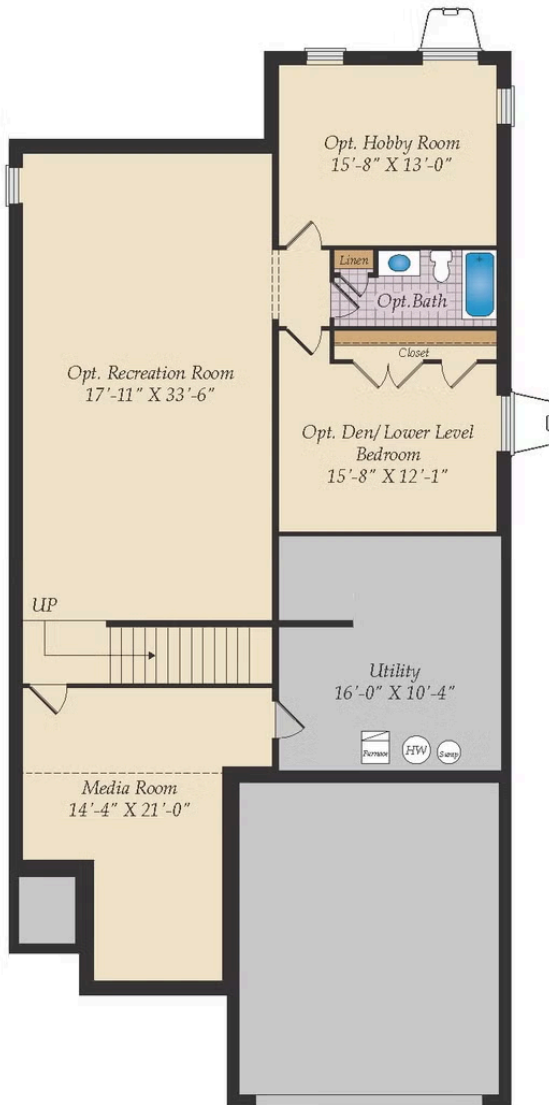 Opt. Hobby Room
15'-8" X 13'-0"
Linen
Opt.Bath
Opt. Recreation Room
17'-11" X 33'-6"
Closet
Opt. Den/Lower Level
Bedroom
15'-8" X 12'-1"
UP
Utility
16'-0" X 10'-4"
Furnace
HW
Sump
Media Room
14'-4" X 21'-0"